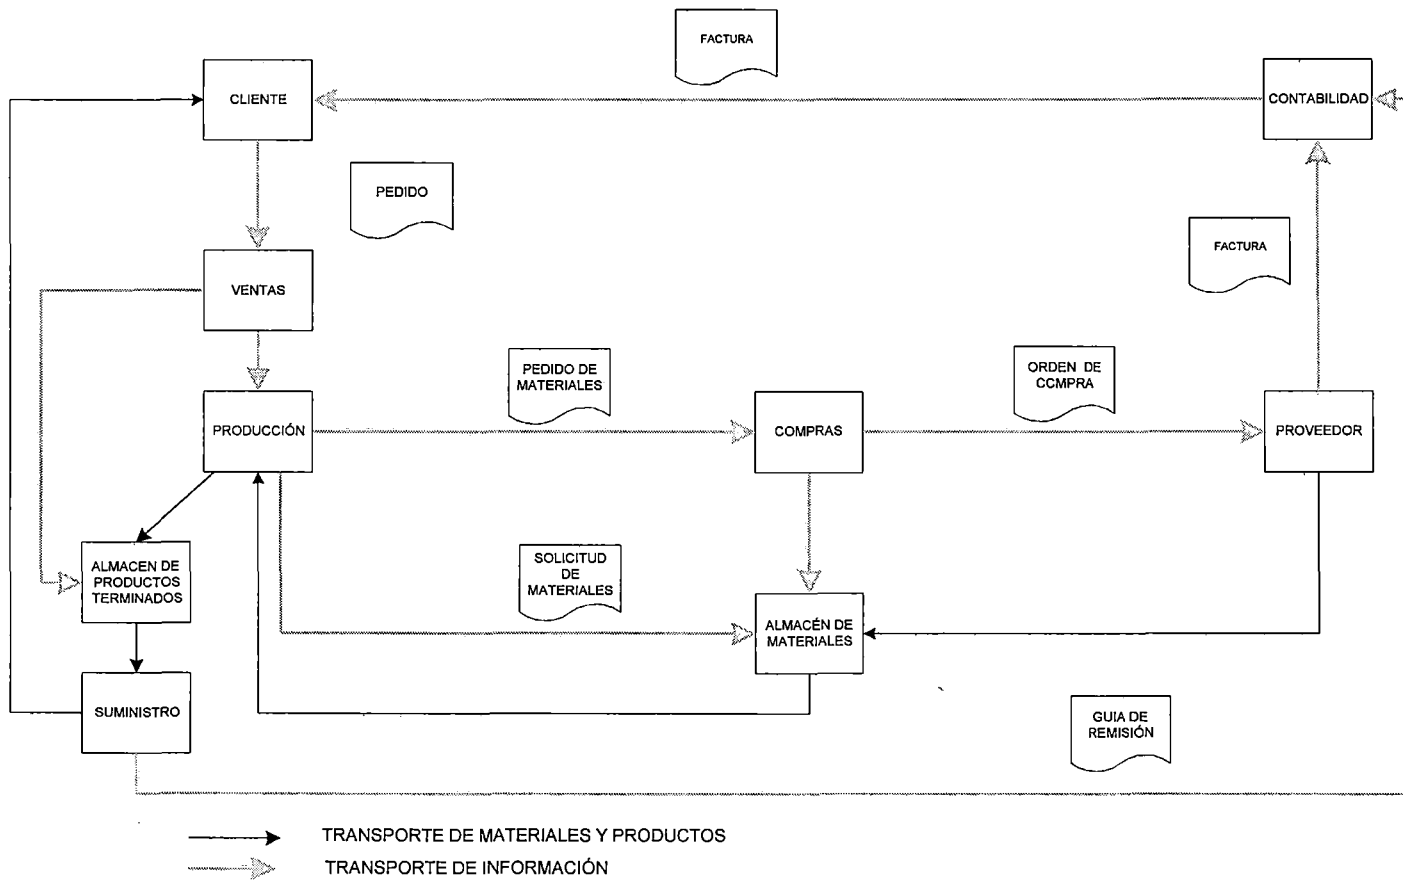 FACTURA
CLIENTE
CONTABILIDAD
PEDIDO
FACTURA
VENTAS
PEDIDO DE
MATERIALES
ORDEN DE
CCMPRA
PRODUCCIÓN
COMPRAS
PROVEEDOR
ALMACEN DE
PRODUCTOS
TERMINADOS
SOLICITUD
DE
MATERIALES
ALMACÉN DE
MATERIALES
SUMINISTRO
GUIA DE
REMISIÓN
TRANSPORTE DE MATERIALES Y PRODUCTOS
TRANSPORTE DE INFORMACIÓN